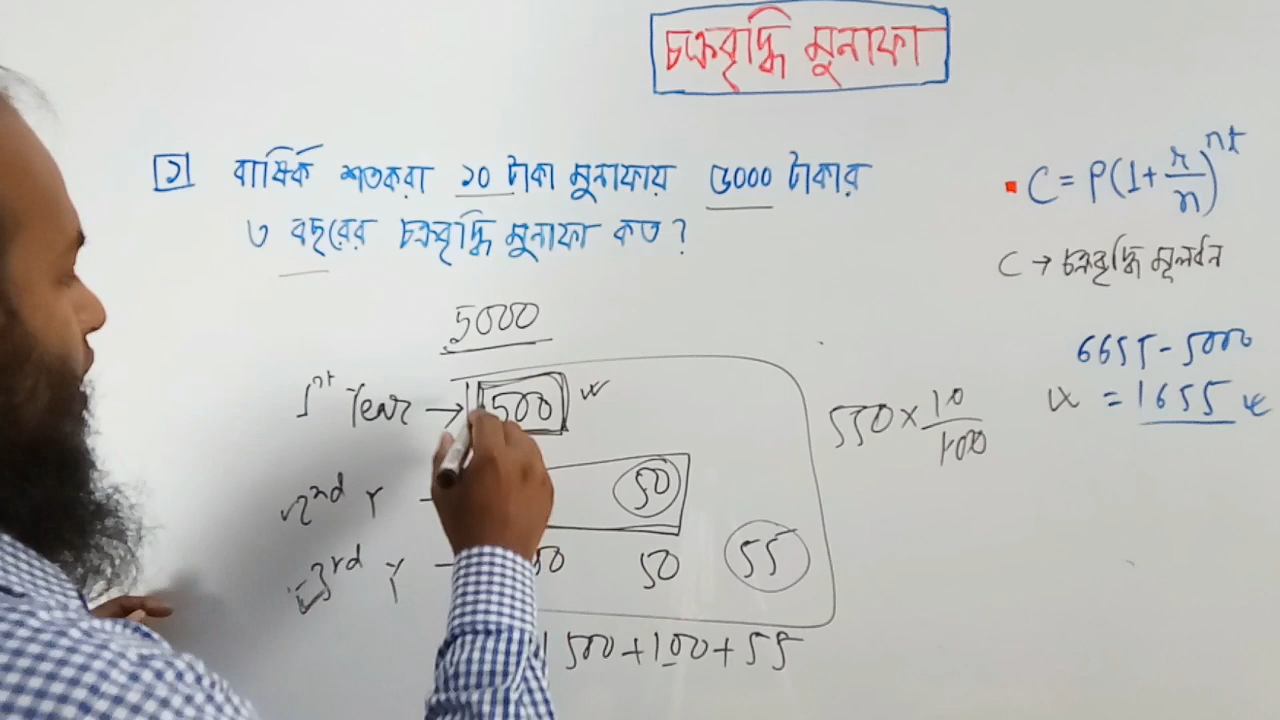 চক্রবৃদ্ধি মুনাফা
১ বার্ষিক শতকরা ১০ টাকা মুনাফায় ৫০০০ টাকার
৩ বছরের চক্রবৃদ্ধি মুনাফা কত?
C = P(1+r/n)^nt
C → চক্রবৃদ্ধি মূলধন
6655-5000
= 1655
5000
1st Year → 500
2nd Y 50
3rd Y 50 55
550 × 10/100
1500+100+55